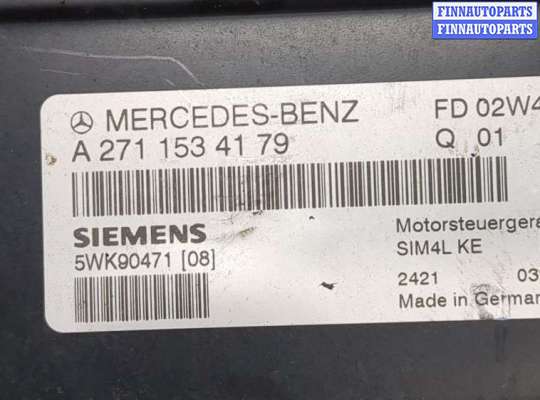 FINNAUTOPARTS
FINNAUTOPARTS
MERCEDES-BENZ FD 02W4
A 271 153 41 79 Q 01
SIEMENS Motorsteuergerä
5WK90471 [08] SIM4L KE
2421 03
Made in German